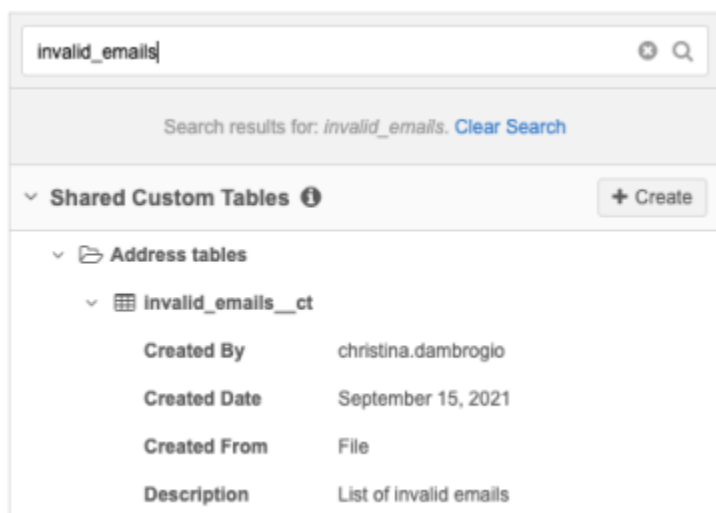 invalid_emails
Search results for: invalid_emails. Clear Search
Shared Custom Tables
+ Create
Address tables
invalid_emails__ct
Created By christina.dambrogio
Created Date September 15, 2021
Created From File
Description List of invalid emails